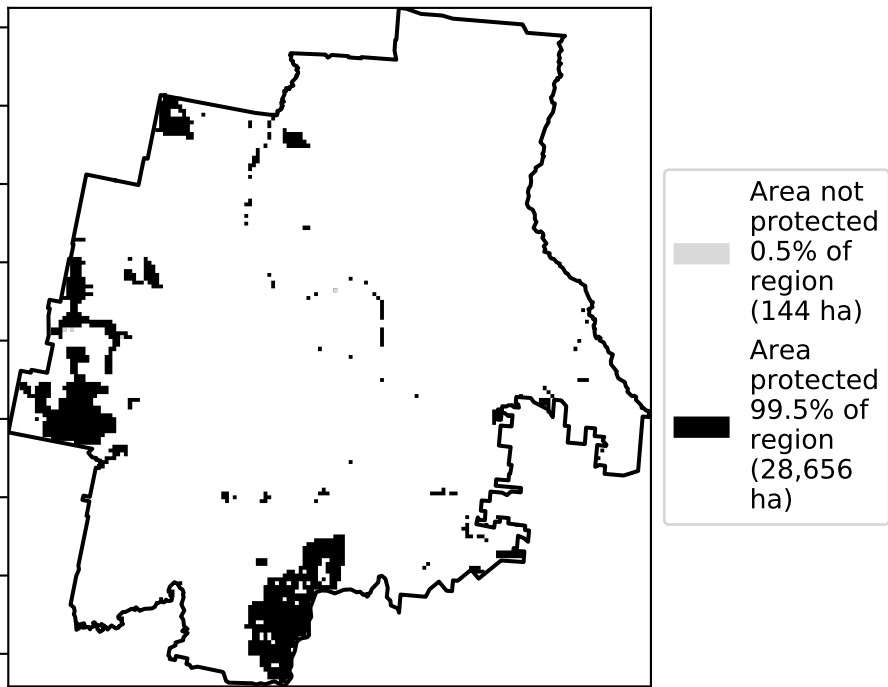 Area not
protected
0.5% of
region
(144 ha)
Area
protected
99.5% of
region
(28,656
ha)